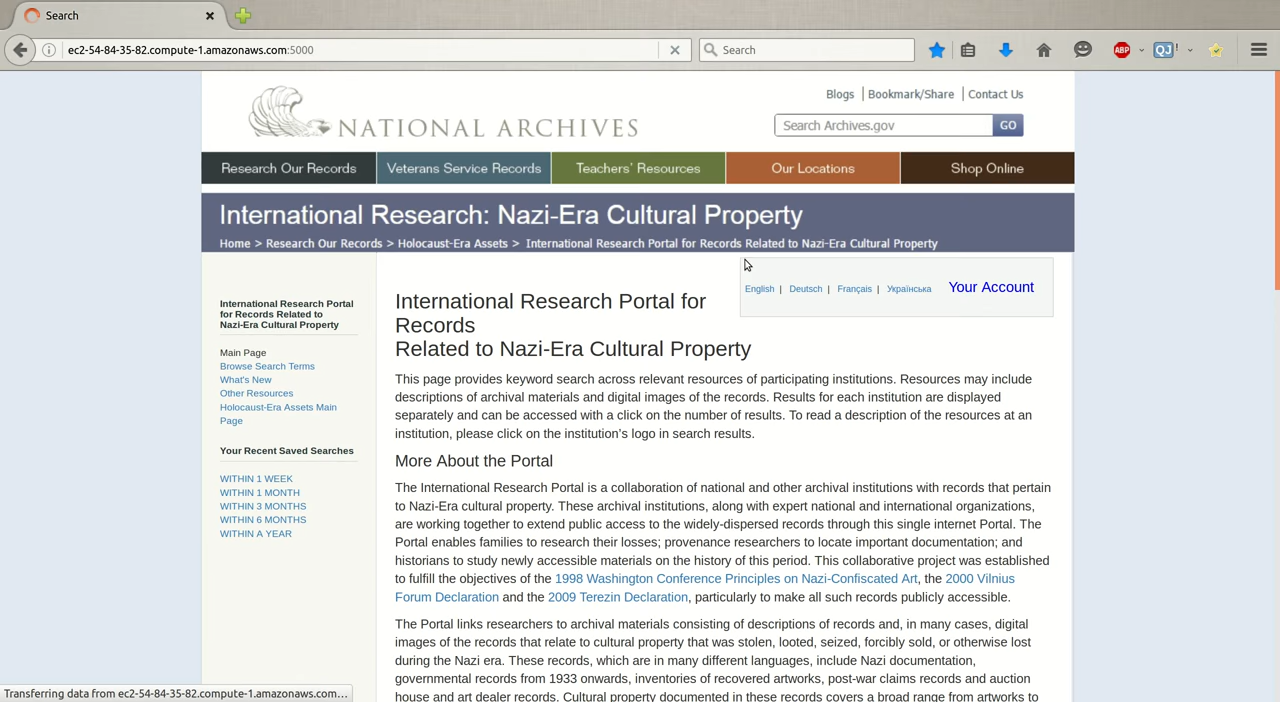 Search
ec2-54-84-35-82.compute-1.amazonaws.com:5000
Search
ABP
QJ !
Blogs | Bookmark/Share | Contact Us
NATIONAL ARCHIVES
Search Archives.gov GO
Research Our Records Veterans Service Records Teachers' Resources Our Locations Shop Online
International Research: Nazi-Era Cultural Property
Home > Research Our Records > Holocaust-Era Assets > International Research Portal for Records Related to Nazi-Era Cultural Property
English | Deutsch | Français | Українська Your Account
International Research Portal
for Records Related to
Nazi-Era Cultural Property
Main Page
Browse Search Terms
What's New
Other Resources
Holocaust-Era Assets Main
Page
Your Recent Saved Searches
WITHIN 1 WEEK
WITHIN 1 MONTH
WITHIN 3 MONTHS
WITHIN 6 MONTHS
WITHIN A YEAR
International Research Portal for
Records
Related to Nazi-Era Cultural Property
This page provides keyword search across relevant resources of participating institutions. Resources may include
descriptions of archival materials and digital images of the records. Results for each institution are displayed
separately and can be accessed with a click on the number of results. To read a description of the resources at an
institution, please click on the institution's logo in search results.
More About the Portal
The International Research Portal is a collaboration of national and other archival institutions with records that pertain
to Nazi-Era cultural property. These archival institutions, along with expert national and international organizations,
are working together to extend public access to the widely-dispersed records through this single internet Portal. The
Portal enables families to research their losses; provenance researchers to locate important documentation; and
historians to study newly accessible materials on the history of this period. This collaborative project was established
to fulfill the objectives of the 1998 Washington Conference Principles on Nazi-Confiscated Art, the 2000 Vilnius
Forum Declaration and the 2009 Terezin Declaration, particularly to make all such records publicly accessible.
The Portal links researchers to archival materials consisting of descriptions of records and, in many cases, digital
images of the records that relate to cultural property that was stolen, looted, seized, forcibly sold, or otherwise lost
during the Nazi era. These records, which are in many different languages, include Nazi documentation,
governmental records from 1933 onwards, inventories of recovered artworks, post-war claims records and auction
house and art dealer records. Cultural property documented in these records covers a broad range from artworks to
Transferring data from ec2-54-84-35-82.compute-1.amazonaws.com…